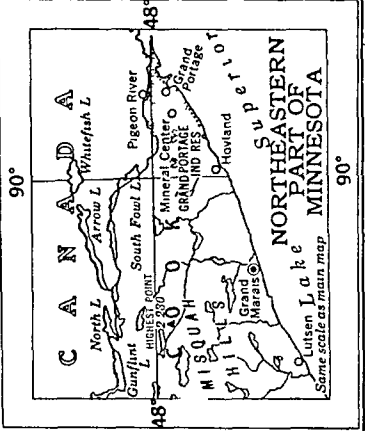 90°
48°
48°
90°
CANADA
Whitefish L
Arrow L
North L
Gunflint
L
South Fowl L
Pigeon River
Grand
Portage
Mineral Center
GRAND PORTAGE
IND RES
HIGHEST POINT
2,230
COOK
MISQUAH
HILLS
Hovland
Grand
Marais
Lutsen
Lake Superior
NORTHEASTERN
PART OF
MINNESOTA
Same scale as main map